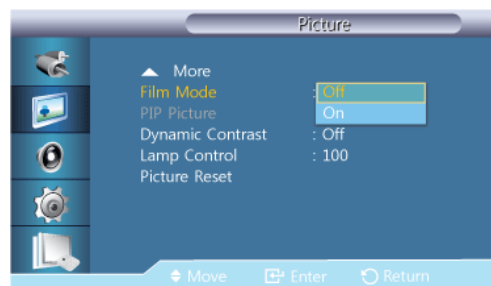 Picture
▲ More
Film Mode : Off
PIP Picture On
Dynamic Contrast : Off
Lamp Control : 100
Picture Reset
Move Enter Return